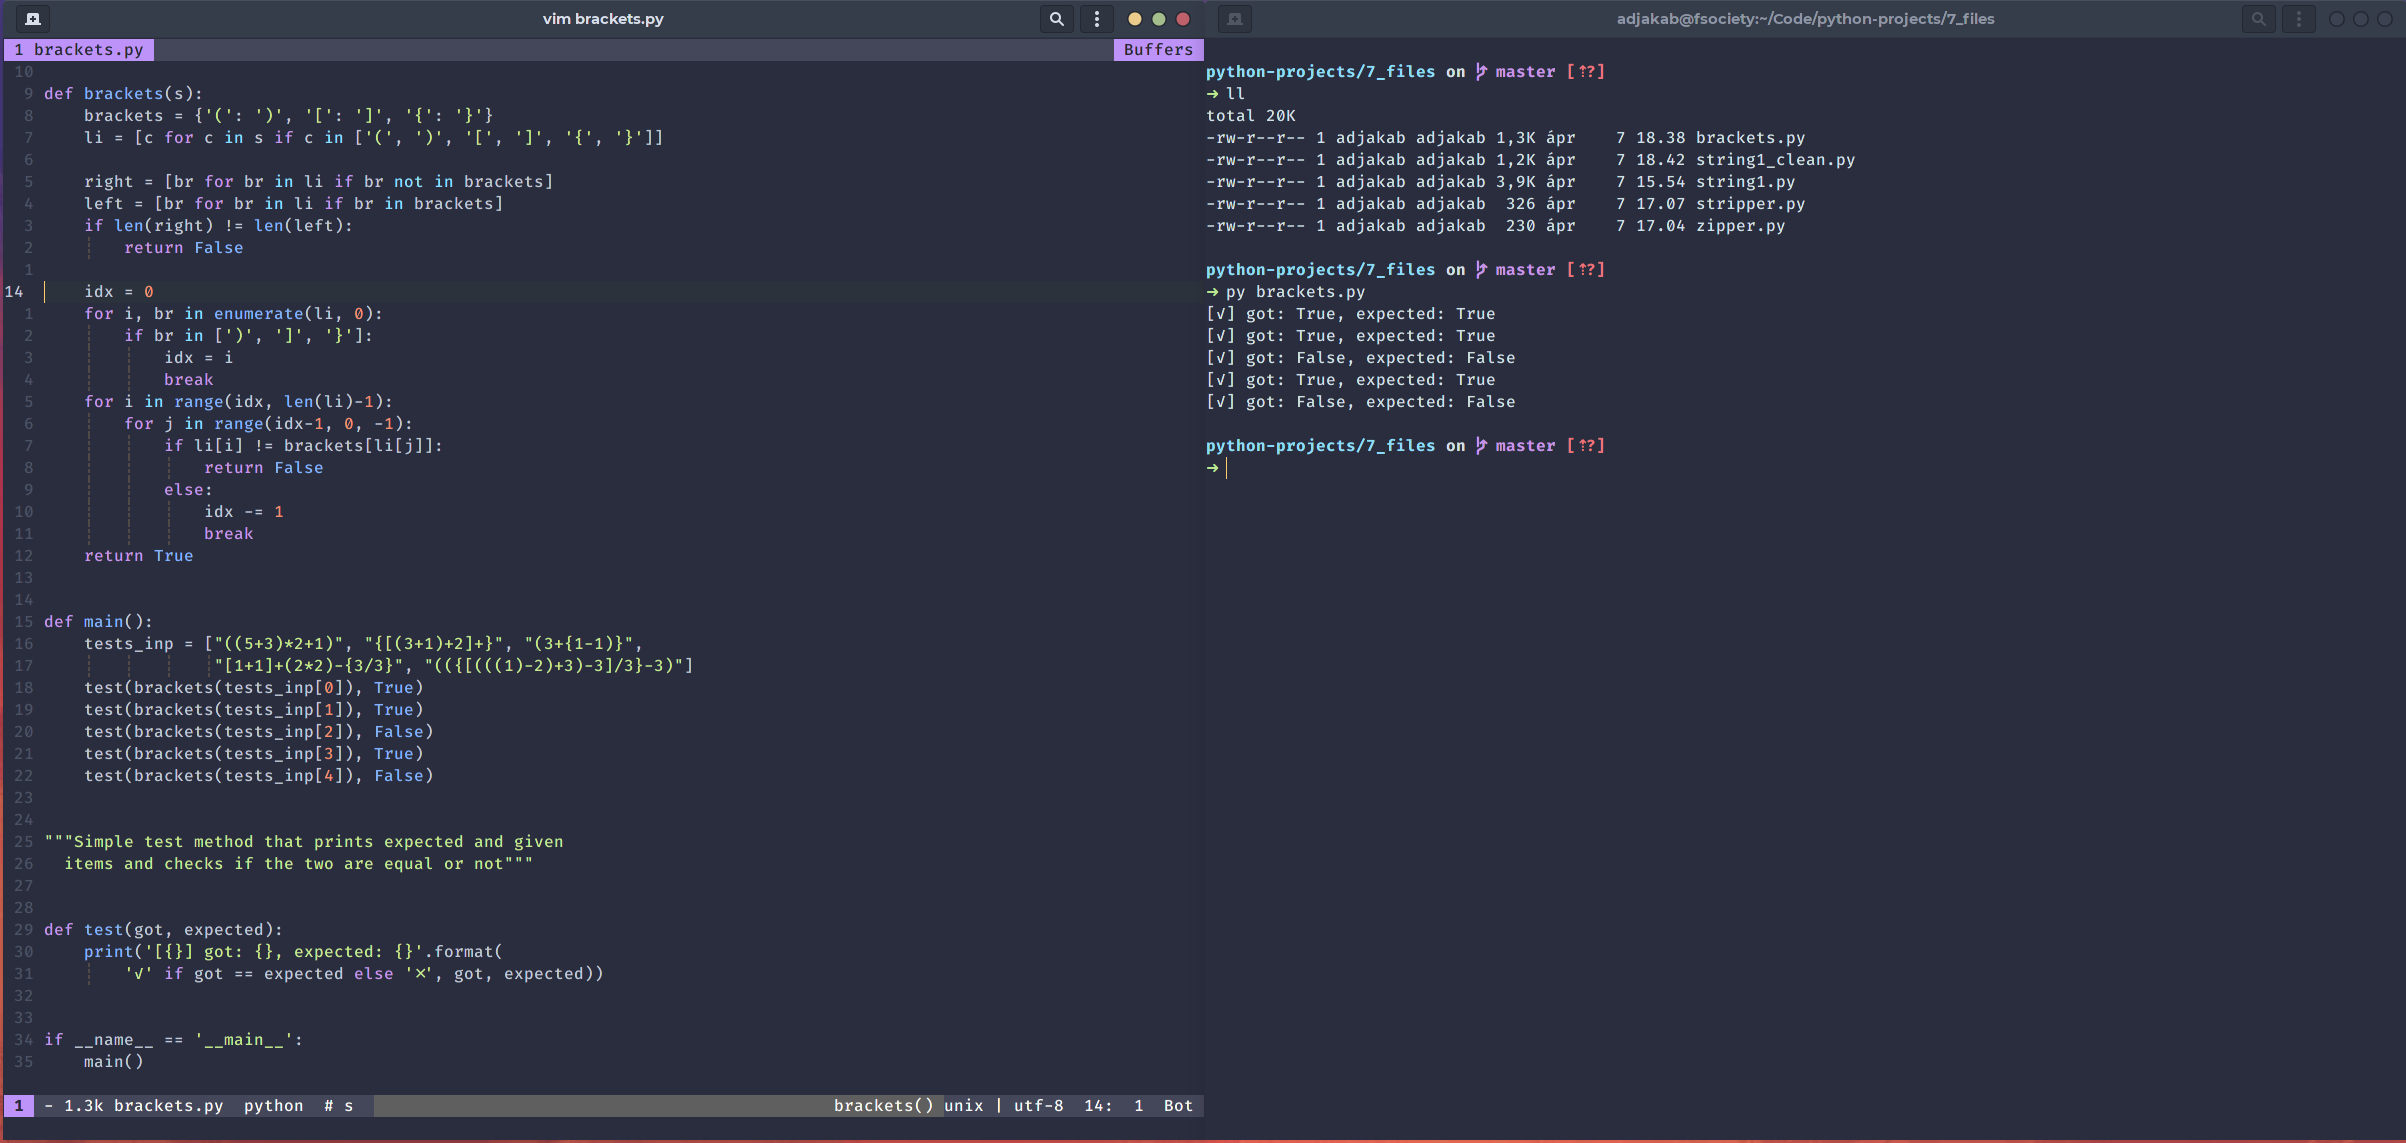 vim brackets.py
1 brackets.py Buffers
10
9 def brackets(s):
8     brackets = {'(': ')', '[': ']', '{': '}'}
7     li = [c for c in s if c in ['(', ')', '[', ']', '{', '}']]
6
5     right = [br for br in li if br not in brackets]
4     left = [br for br in li if br in brackets]
3     if len(right) != len(left):
2         return False
1
14     idx = 0
1     for i, br in enumerate(li, 0):
2         if br in [')', ']', '}']:
3             idx = i
4             break
5     for i in range(idx, len(li)-1):
6         for j in range(idx-1, 0, -1):
7             if li[i] != brackets[li[j]]:
8                 return False
9             else:
10                 idx -= 1
11                 break
12     return True
13
14
15 def main():
16     tests_inp = ["((5+3)*2+1)", "{[(3+1)+2]+}", "(3+{1-1)}",
17                  "[1+1]+(2*2)-{3/3}", "(({[(((1)-2)+3)-3]/3}-3)"]
18     test(brackets(tests_inp[0]), True)
19     test(brackets(tests_inp[1]), True)
20     test(brackets(tests_inp[2]), False)
21     test(brackets(tests_inp[3]), True)
22     test(brackets(tests_inp[4]), False)
23
24
25 """Simple test method that prints expected and given
26   items and checks if the two are equal or not"""
27
28
29 def test(got, expected):
30     print('[{}] got: {}, expected: {}'.format(
31         '√' if got == expected else '×', got, expected))
32
33
34 if __name__ == '__main__':
35     main()
1 - 1.3k brackets.py python # s brackets() unix | utf-8 14: 1 Bot
adjakab@fsociety:~/Code/python-projects/7_files
python-projects/7_files on master [⇡?]
➜ ll
total 20K
-rw-r--r-- 1 adjakab adjakab 1,3K ápr    7 18.38 brackets.py
-rw-r--r-- 1 adjakab adjakab 1,2K ápr    7 18.42 string1_clean.py
-rw-r--r-- 1 adjakab adjakab 3,9K ápr    7 15.54 string1.py
-rw-r--r-- 1 adjakab adjakab  326 ápr    7 17.07 stripper.py
-rw-r--r-- 1 adjakab adjakab  230 ápr    7 17.04 zipper.py
python-projects/7_files on master [⇡?]
➜ py brackets.py
[√] got: True, expected: True
[√] got: True, expected: True
[√] got: False, expected: False
[√] got: True, expected: True
[√] got: False, expected: False
python-projects/7_files on master [⇡?]
➜